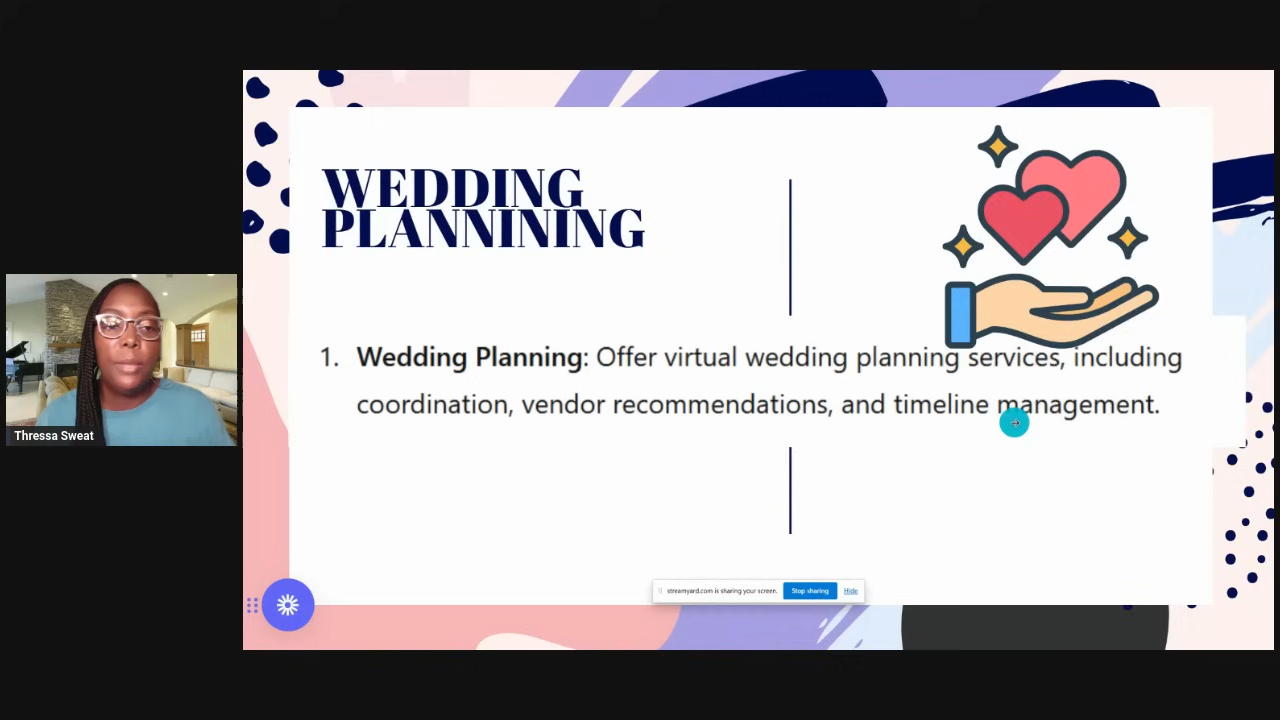 WEDDING
PLANNINING
1. Wedding Planning: Offer virtual wedding planning services, including
coordination, vendor recommendations, and timeline management.
Thressa Sweat
streamyard.com is sharing your screen. Stop sharing Hide